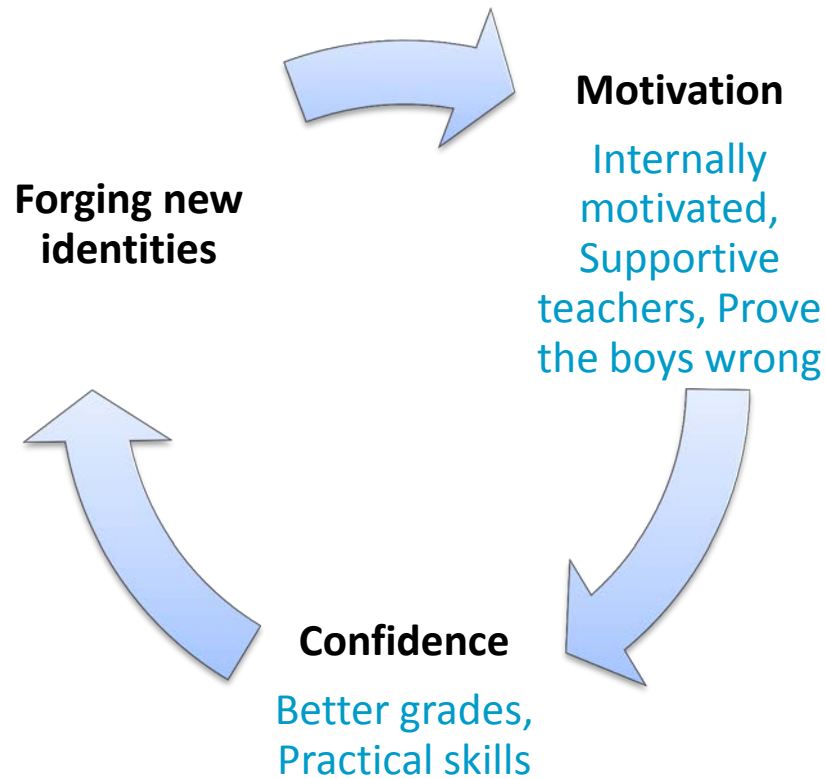 Motivation
Internally
motivated,
Supportive
teachers, Prove
the boys wrong
Forging new
identities
Confidence
Better grades,
Practical skills